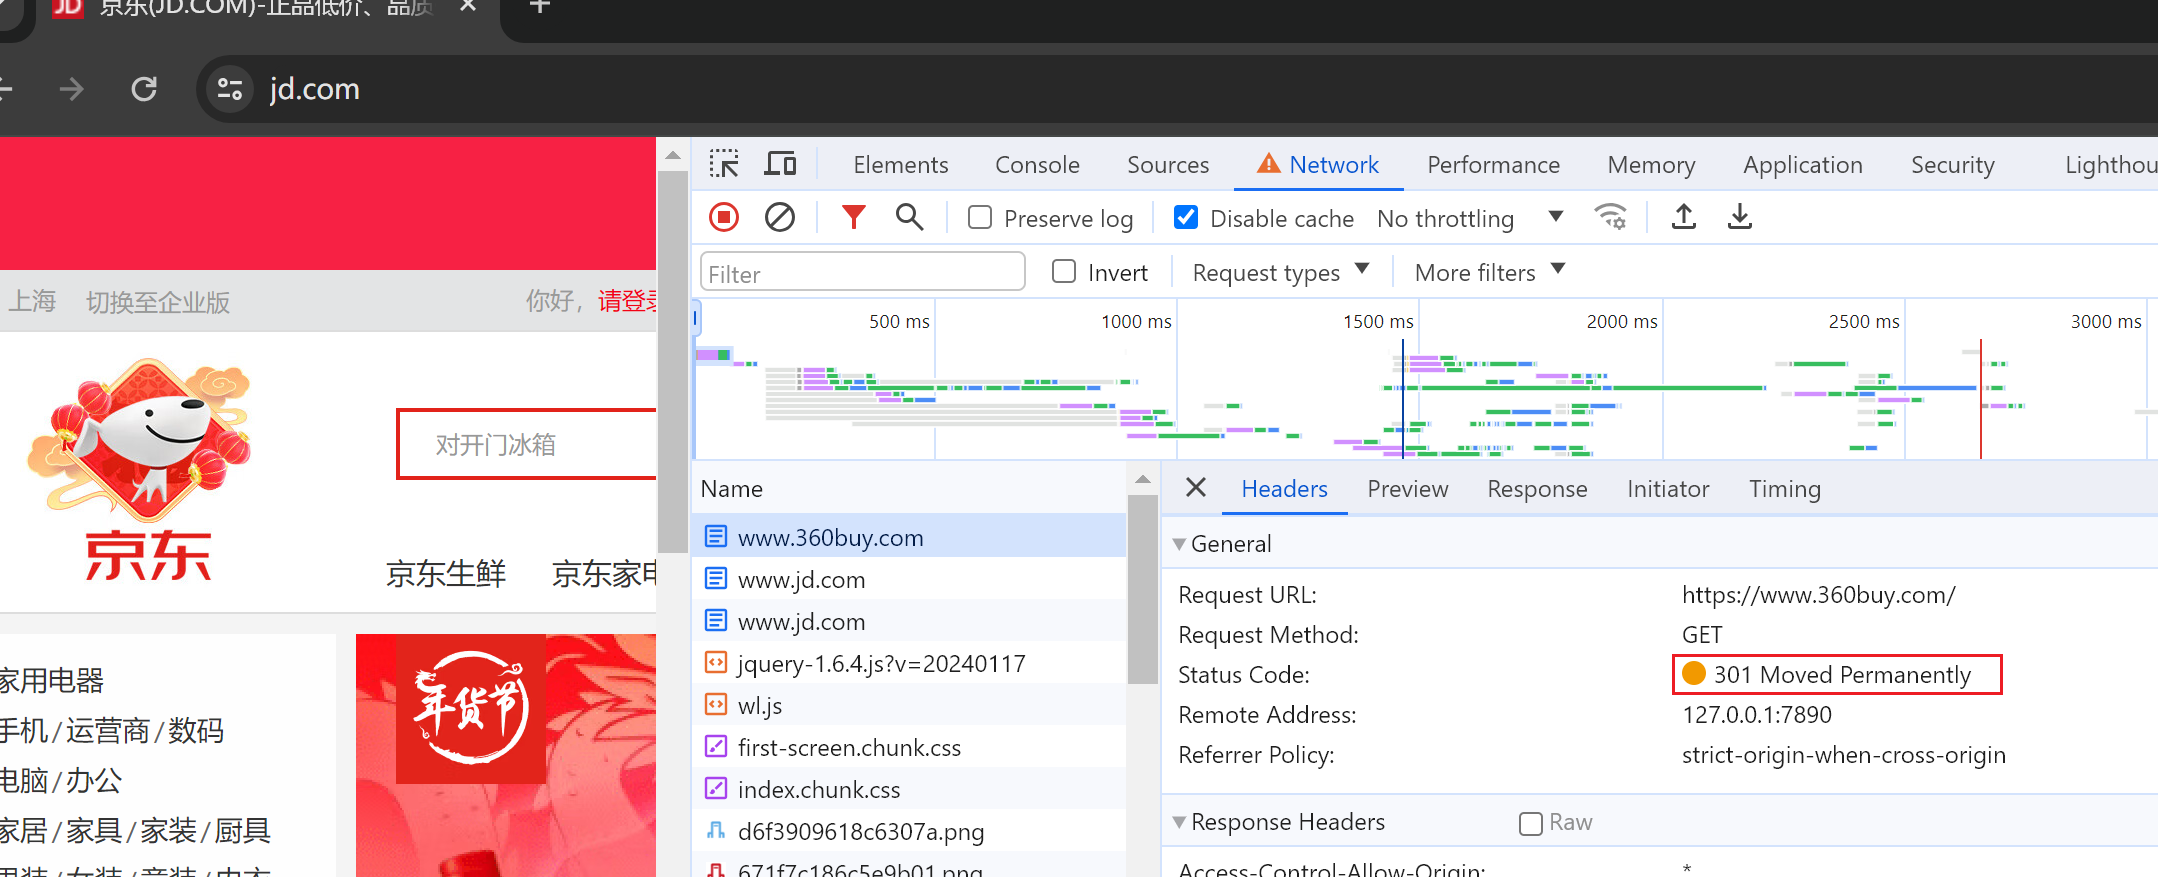 京东(JD.COM)-正品低价、品质
jd.com
Elements Console Sources Network Performance Memory Application Security Lighthou
Preserve log Disable cache No throttling
Filter Invert Request types More filters
500 ms 1000 ms 1500 ms 2000 ms 2500 ms 3000 ms
上海 切换至企业版 你好，请登录
对开门冰箱
京东
京东生鲜 京东家电
年货节
家用电器
手机/运营商/数码
电脑/办公
家居/家具/家装/厨具
男装/女装/童装/内衣
Name
www.360buy.com
www.jd.com
www.jd.com
jquery-1.6.4.js?v=20240117
wl.js
first-screen.chunk.css
index.chunk.css
d6f3909618c6307a.png
671f7c186c5e9b01.png
Headers Preview Response Initiator Timing
General
Request URL: https://www.360buy.com/
Request Method: GET
Status Code: 301 Moved Permanently
Remote Address: 127.0.0.1:7890
Referrer Policy: strict-origin-when-cross-origin
Response Headers Raw
Access-Control-Allow-Origin: *